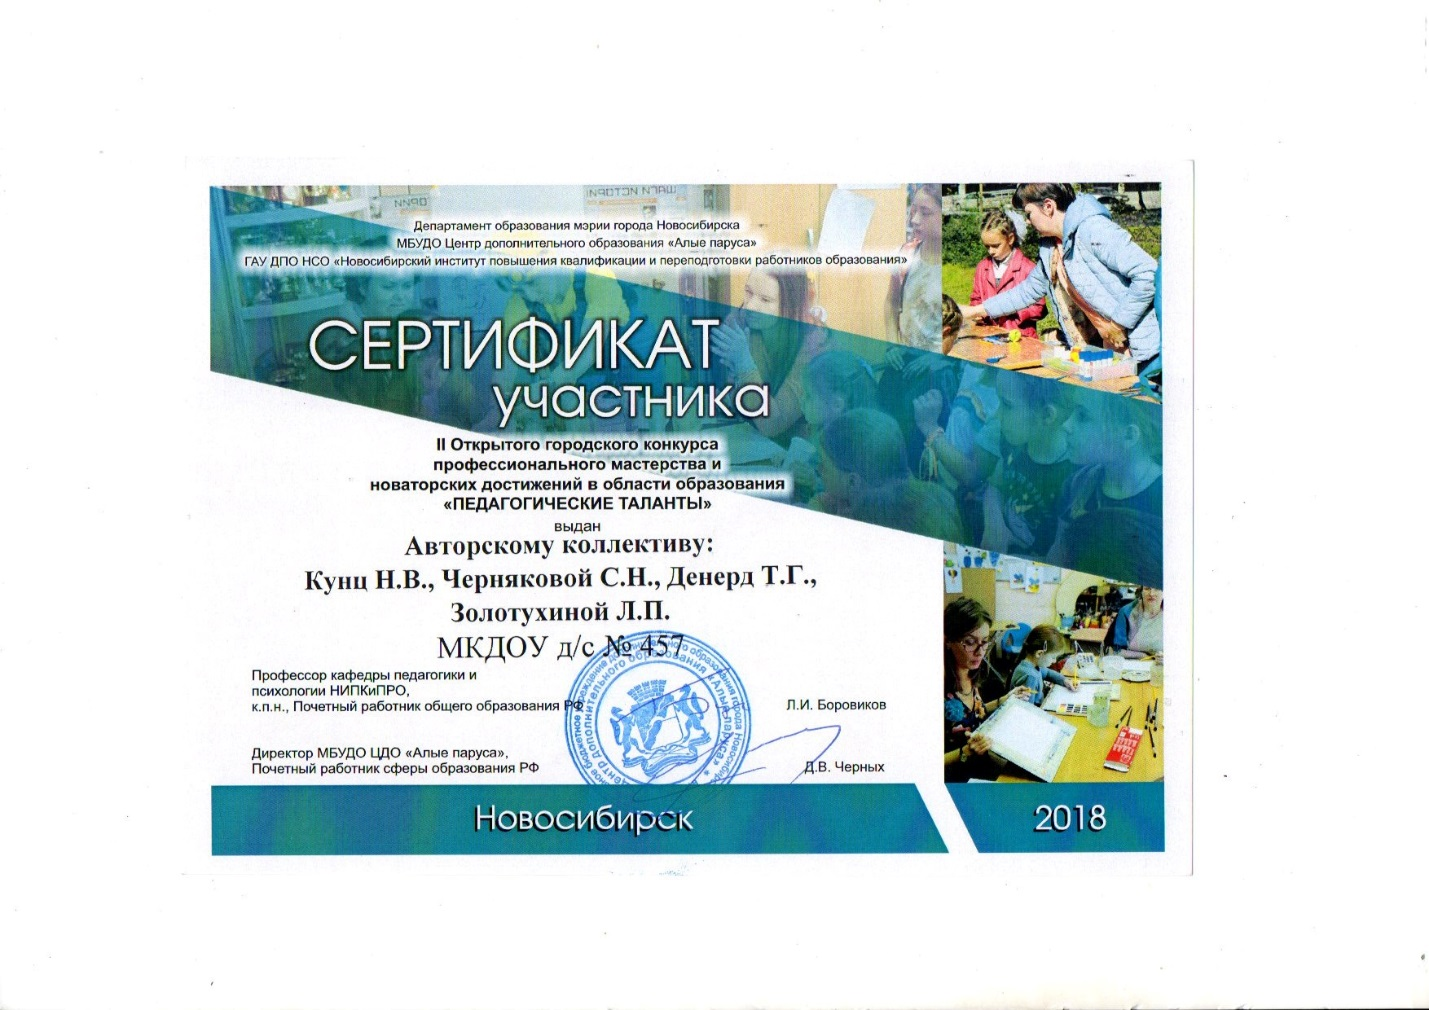 Департамент образования мэрии города Новосибирска
МБУДО Центр дополнительного образования «Алые паруса»
ГАУ ДПО НСО «Новосибирский институт повышения квалификации и переподготовки работников образования»
СЕРТИФИКАТ
участника
II Открытого городского конкурса
профессионального мастерства и
новаторских достижений в области образования
«ПЕДАГОГИЧЕСКИЕ ТАЛАНТЫ»
выдан
Авторскому коллективу:
Кунц Н.В., Черняковой С.Н., Денерд Т.Г.,
Золотухиной Л.П.
МКДОУ д/с № 457
Профессор кафедры педагогики и
психологии НИПКиПРО,
к.п.н., Почетный работник общего образования РФ
Л.И. Боровиков
Директор МБУДО ЦДО «Алые паруса»,
Почетный работник сферы образования РФ
Д.В. Черных
Новосибирск
2018